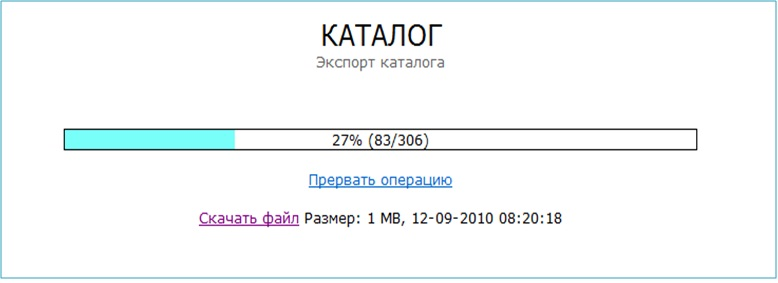 КАТАЛОГ
Экспорт каталога
27% (83/306)
Прервать операцию
Скачать файл Размер: 1 MB, 12-09-2010 08:20:18